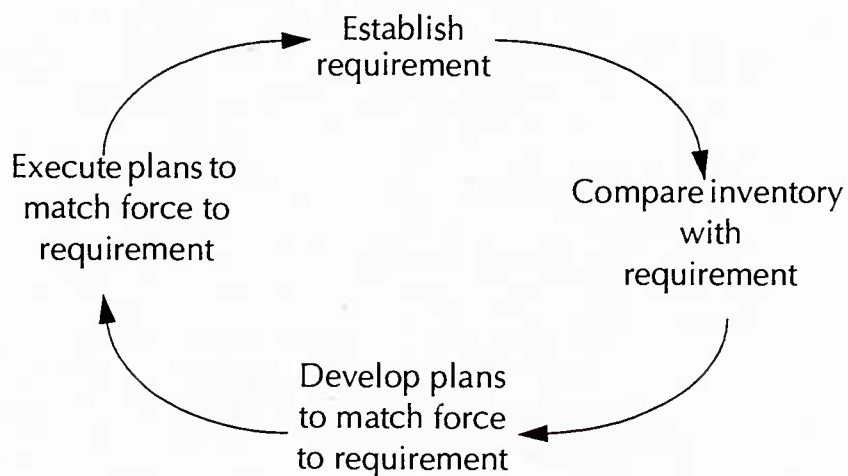 Establish
requirement
Compare inventory
with
requirement
Develop plans
to match force
to requirement
Execute plans to
match force to
requirement